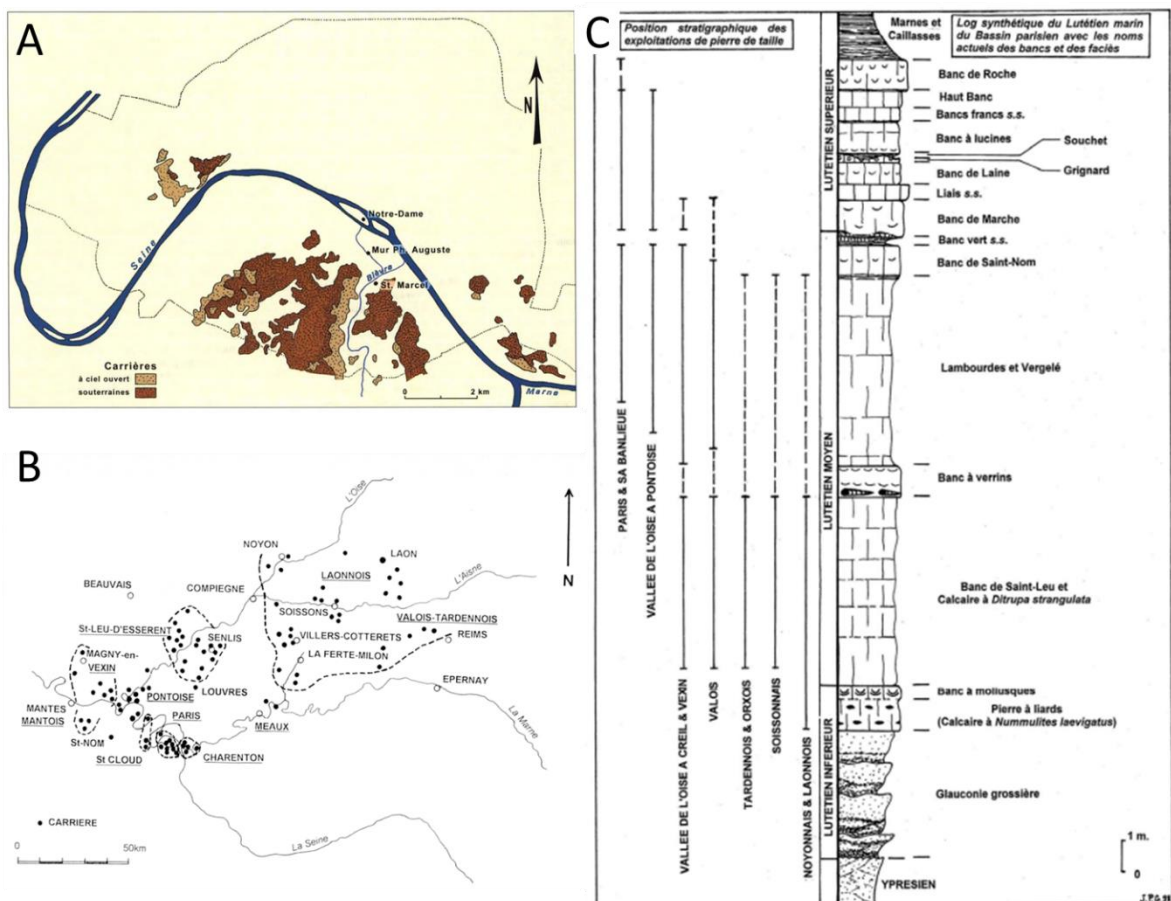 A
N
Notre-Dame
Mur Ph. Auguste
Bièvre
St. Marcel
Seine
Marne
Carrières
à ciel ouvert
souterraines
0 2 km
B
N
L'Oise
NOYON
LAON
BEAUVAIS
COMPIEGNE
LAONNOIS
L'Aisne
SOISSONS
VALOIS-TARDENNOIS
St-LEU-D'ESSERENT
SENLIS
VILLERS-COTTERETS
REIMS
MAGNY-en-
VEXIN
LA FERTE-MILON
LOUVRES
EPERNAY
PONTOISE
MANTES
MANTOIS
PARIS
MEAUX
La Marne
St-NOM
St CLOUD
CHARENTON
CARRIERE
La Seine
0 50km
C
Position stratigraphique des
exploitations de pierre de taille
Marnes et
Caillasses
Log synthétique du Lutétien marin
du Bassin parisien avec les noms
actuels des bancs et des faciès
PARIS & SA BANLIEUE
VALLEE DE L'OISE A PONTOISE
VALLEE DE L'OISE A CREIL & VEXIN
VALOIS
TARDENNOIS & ORXOIS
SOISSONNAIS
NOYONNAIS & LAONNOIS
LUTETIEN SUPERIEUR
LUTETIEN MOYEN
LUTETIEN INFERIEUR
Banc de Roche
Haut Banc
Bancs francs s.s.
Banc à lucines
Souchet
Grignard
Banc de Laine
Liais s.s.
Banc de Marche
Banc vert s.s.
Banc de Saint-Nom
Lambourdes et Vergelé
Banc à verrins
Banc de Saint-Leu et
Calcaire à Ditrupa strangulata
Banc à mollusques
Pierre à liards
(Calcaire à Nummulites laevigatus)
Glauconie grossière
1 m.
0
YPRESIEN